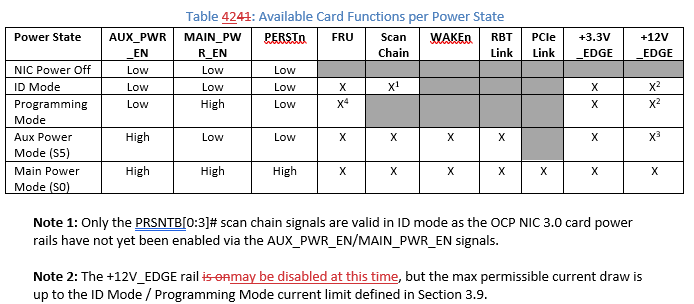 Table 4241: Available Card Functions per Power State
Power State AUX_PWR_EN MAIN_PWR_EN PERSTn FRU Scan Chain WAKEn RBT Link PCIe Link +3.3V_EDGE +12V_EDGE
NIC Power Off Low Low Low
ID Mode Low Low Low X X¹ X X²
Programming Mode Low High Low X⁴ X X²
Aux Power Mode (S5) High Low Low X X X X X X³
Main Power Mode (S0) High High High X X X X X X X
Note 1: Only the PRSNTB[0:3]# scan chain signals are valid in ID mode as the OCP NIC 3.0 card power
rails have not yet been enabled via the AUX_PWR_EN/MAIN_PWR_EN signals.
Note 2: The +12V_EDGE rail is onmay be disabled at this time, but the max permissible current draw is
up to the ID Mode / Programming Mode current limit defined in Section 3.9.